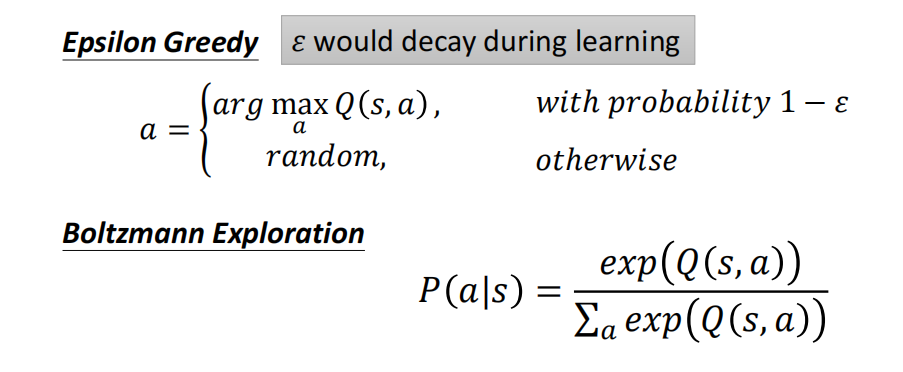 Epsilon Greedy ε would decay during learning
a = { arg max_a Q(s, a), with probability 1 − ε
random, otherwise
Boltzmann Exploration
P(a|s) = exp(Q(s, a)) / ∑_a exp(Q(s, a))